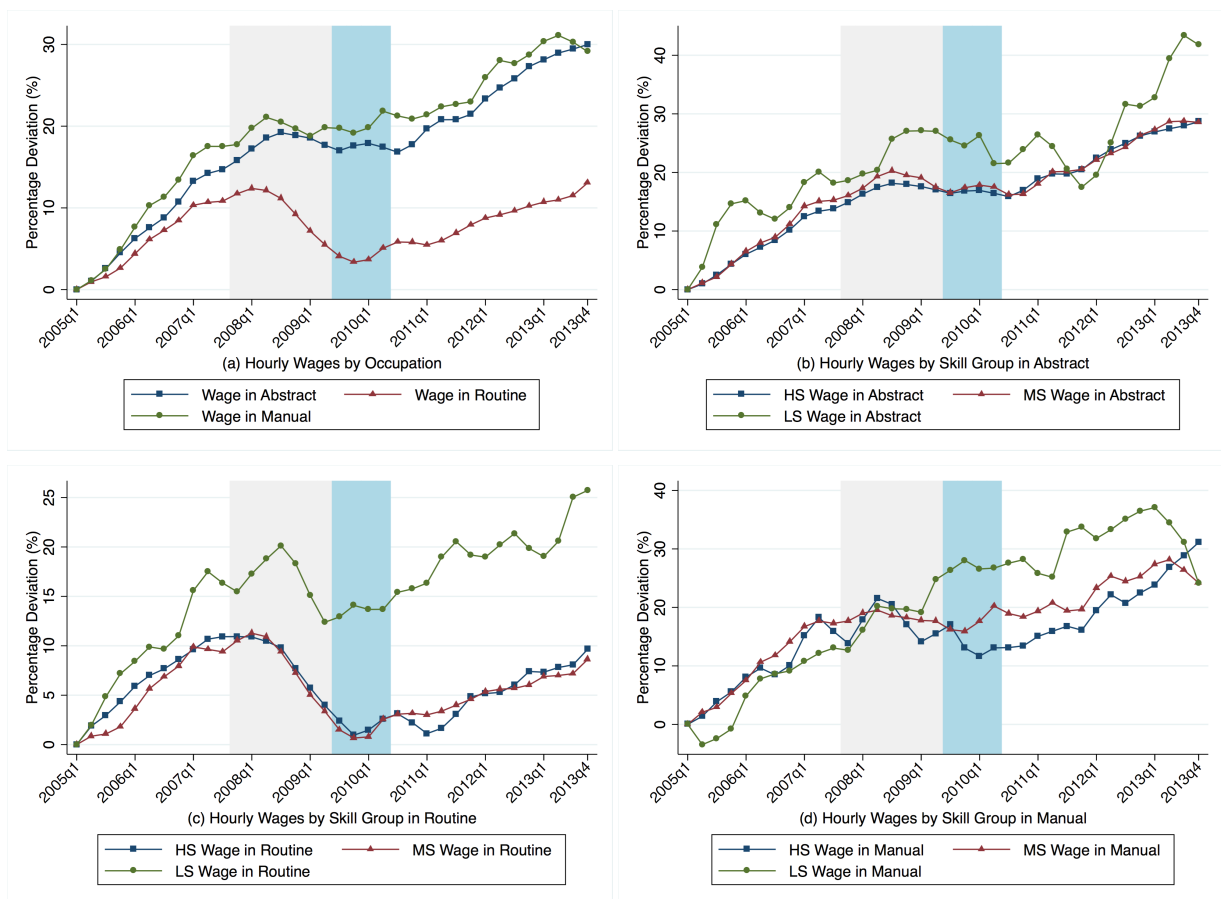 Percentage Deviation (%)
0 10 20 30
2005q1 2006q1 2007q1 2008q1 2009q1 2010q1 2011q1 2012q1 2013q1 2013q4
(a) Hourly Wages by Occupation
Wage in Abstract Wage in Routine
Wage in Manual
Percentage Deviation (%)
0 10 20 30 40
2005q1 2006q1 2007q1 2008q1 2009q1 2010q1 2011q1 2012q1 2013q1 2013q4
(b) Hourly Wages by Skill Group in Abstract
HS Wage in Abstract MS Wage in Abstract
LS Wage in Abstract
Percentage Deviation (%)
0 5 10 15 20 25
2005q1 2006q1 2007q1 2008q1 2009q1 2010q1 2011q1 2012q1 2013q1 2013q4
(c) Hourly Wages by Skill Group in Routine
HS Wage in Routine MS Wage in Routine
LS Wage in Routine
Percentage Deviation (%)
0 10 20 30 40
2005q1 2006q1 2007q1 2008q1 2009q1 2010q1 2011q1 2012q1 2013q1 2013q4
(d) Hourly Wages by Skill Group in Manual
HS Wage in Manual MS Wage in Manual
LS Wage in Manual